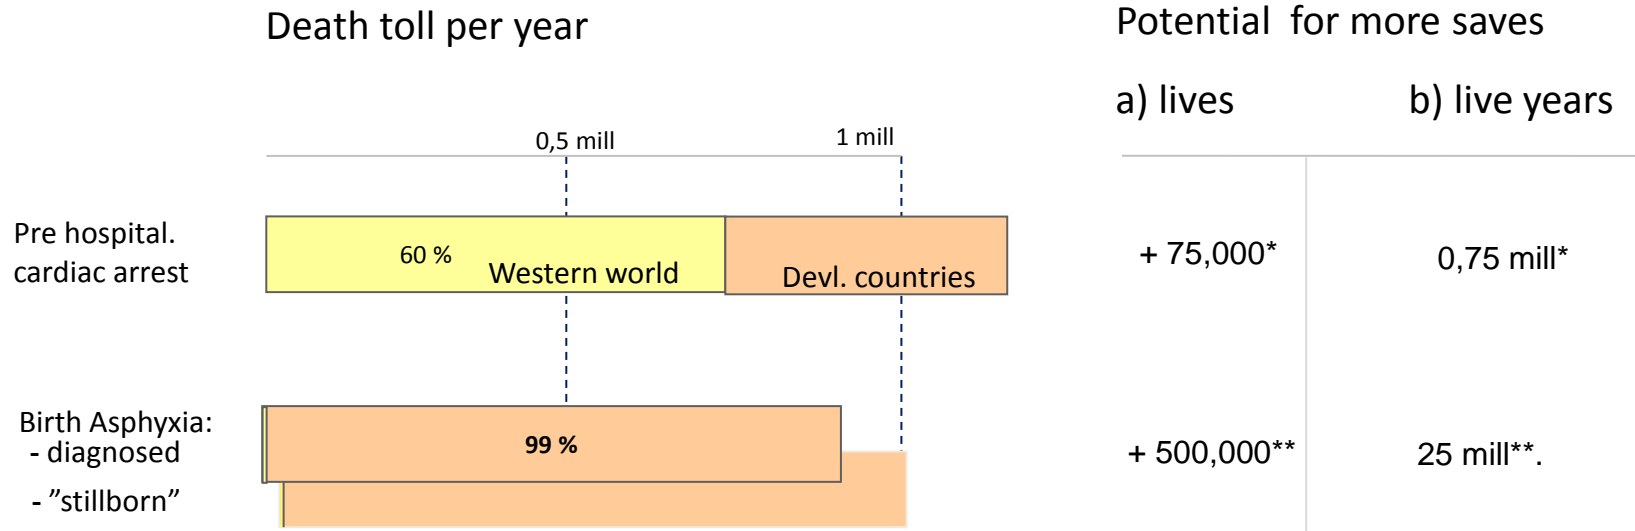 Death toll per year
Potential for more saves
a) lives
b) live years
0,5 mill
1 mill
Pre hospital.
cardiac arrest
60 %
Western world
Devl. countries
+ 75,000*
0,75 mill*
Birth Asphyxia:
- diagnosed
- ”stillborn”
99 %
+ 500,000**
25 mill**.